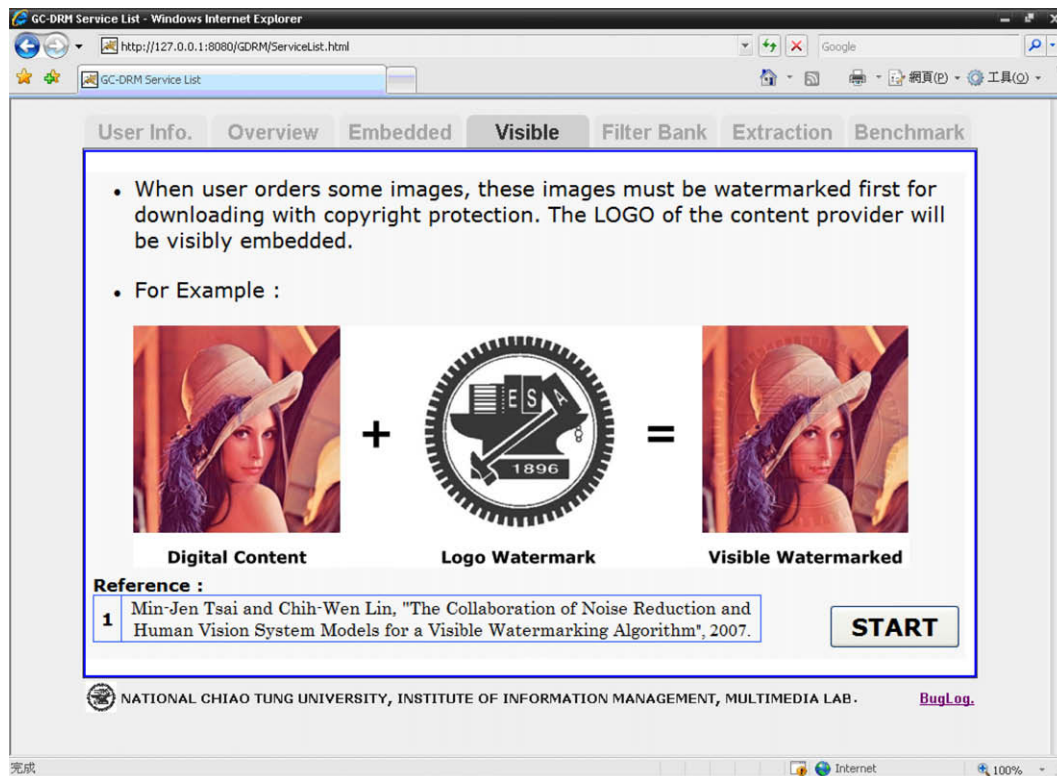 GC-DRM Service List - Windows Internet Explorer
http://127.0.0.1:8080/GDRM/ServiceList.html
Google
GC-DRM Service List
網頁(P)
工具(O)
User Info. Overview Embedded Visible Filter Bank Extraction Benchmark
• When user orders some images, these images must be watermarked first for
downloading with copyright protection. The LOGO of the content provider will
be visibly embedded.
• For Example :
+ =
E S A
1896
Digital Content Logo Watermark Visible Watermarked
Reference :
1 Min-Jen Tsai and Chih-Wen Lin, "The Collaboration of Noise Reduction and
Human Vision System Models for a Visible Watermarking Algorithm", 2007.
START
NATIONAL CHIAO TUNG UNIVERSITY, INSTITUTE OF INFORMATION MANAGEMENT, MULTIMEDIA LAB.
BugLog.
完成
Internet
100%